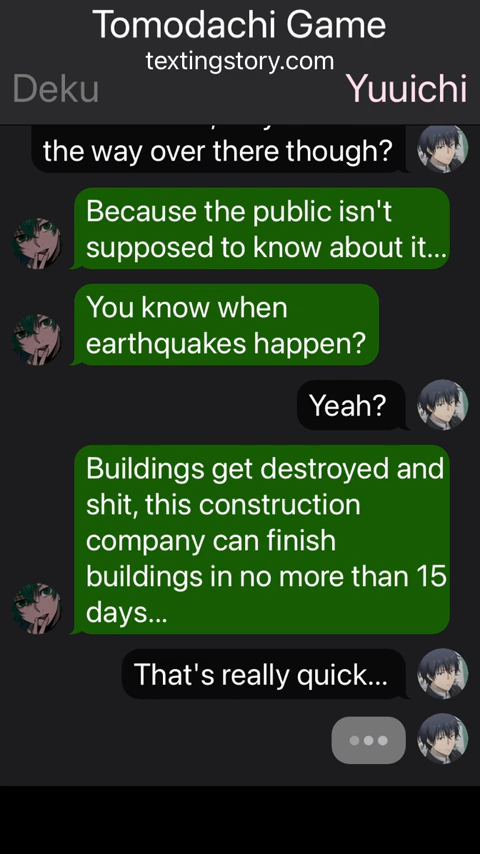 Tomodachi Game
textingstory.com
Deku
Yuuichi
the way over there though?
Because the public isn't
supposed to know about it...
You know when
earthquakes happen?
Yeah?
Buildings get destroyed and
shit, this construction
company can finish
buildings in no more than 15
days...
That's really quick...